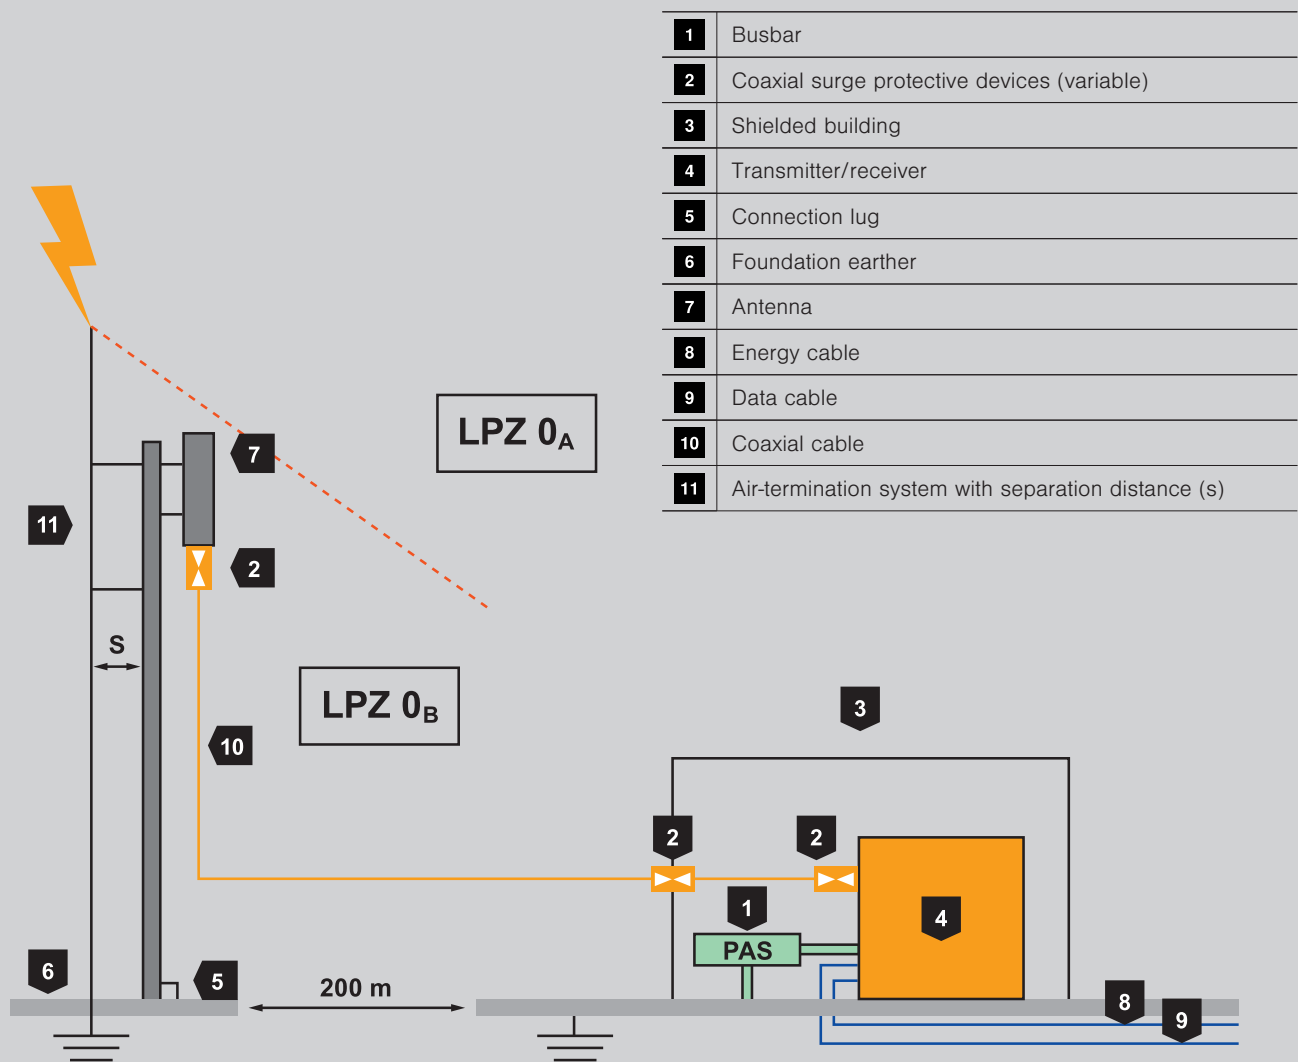 1 Busbar
2 Coaxial surge protective devices (variable)
3 Shielded building
4 Transmitter/receiver
5 Connection lug
6 Foundation earther
7 Antenna
8 Energy cable
9 Data cable
10 Coaxial cable
11 Air-termination system with separation distance (s)
LPZ 0A
7
11
2
S
LPZ 0B
3
10
2 2
1
4
PAS
6
5
200 m
8
9